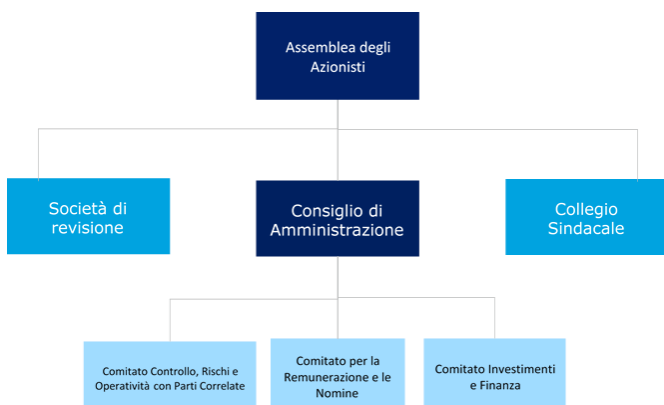 Assemblea degli
Azionisti
Società di
revisione
Consiglio di
Amministrazione
Collegio
Sindacale
Comitato Controllo, Rischi e
Operatività con Parti Correlate
Comitato per la
Remunerazione e le
Nomine
Comitato Investimenti
e Finanza